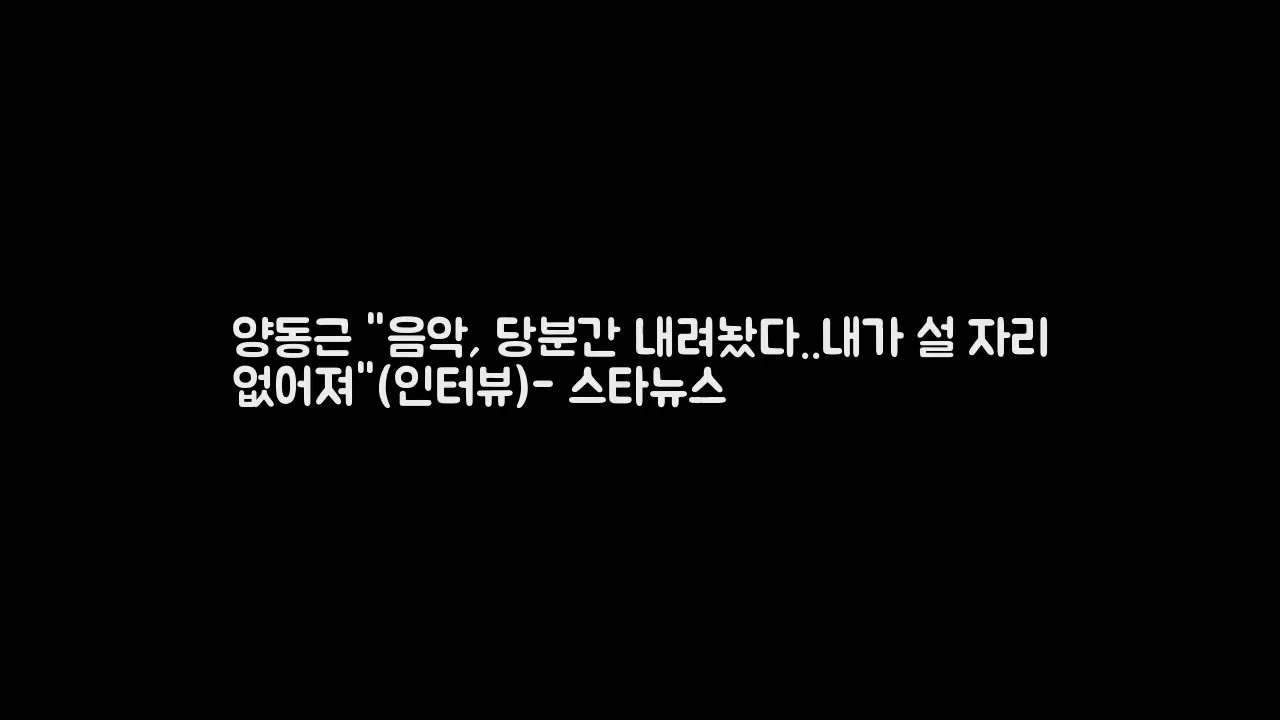 양동근 "음악, 당분간 내려놨다..내가 설 자리
없어져"(인터뷰)- 스타뉴스